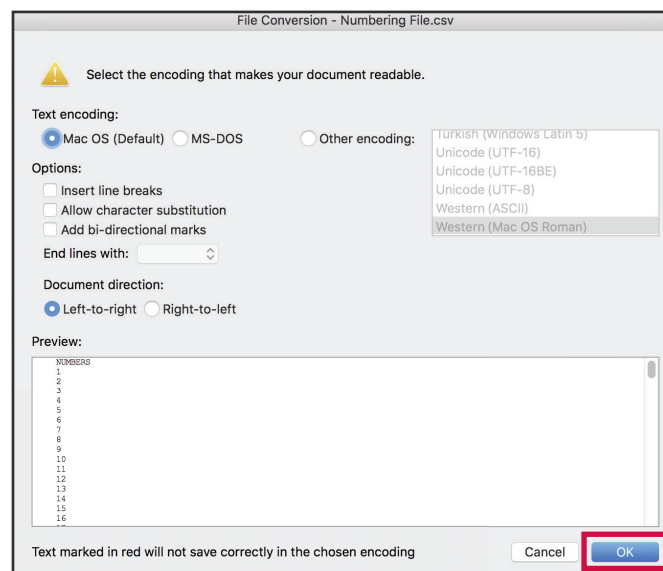 File Conversion - Numbering File.csv
Select the encoding that makes your document readable.
Text encoding:
Mac OS (Default) MS-DOS Other encoding:
Turkish (Windows Latin 5)
Unicode (UTF-16)
Unicode (UTF-16BE)
Unicode (UTF-8)
Western (ASCII)
Western (Mac OS Roman)
Options:
Insert line breaks
Allow character substitution
Add bi-directional marks
End lines with:
Document direction:
Left-to-right Right-to-left
Preview:
NUMBERS
1
2
3
4
5
6
7
8
9
10
11
12
13
14
15
16
Text marked in red will not save correctly in the chosen encoding
Cancel OK